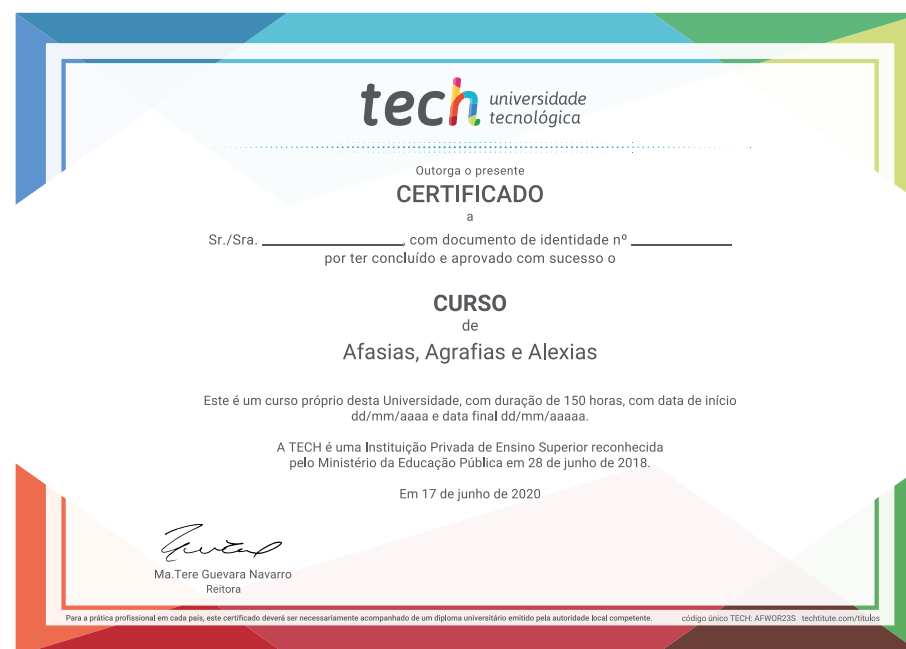 tech universidade
tecnológica
Outorga o presente
CERTIFICADO
a
Sr./Sra. ____________________, com documento de identidade nº ______________
por ter concluído e aprovado com sucesso o
CURSO
de
Afasias, Agrafias e Alexias
Este é um curso próprio desta Universidade, com duração de 150 horas, com data de início
dd/mm/aaaa e data final dd/mm/aaaaa.
A TECH é uma Instituição Privada de Ensino Superior reconhecida
pelo Ministério da Educação Pública em 28 de junho de 2018.
Em 17 de junho de 2020
Ma.Tere Guevara Navarro
Reitora
Para a prática profissional em cada país, este certificado deverá ser necessariamente acompanhado de um diploma universitário emitido pela autoridade local competente. código único TECH: AFWOR23S techtitute.com/títulos